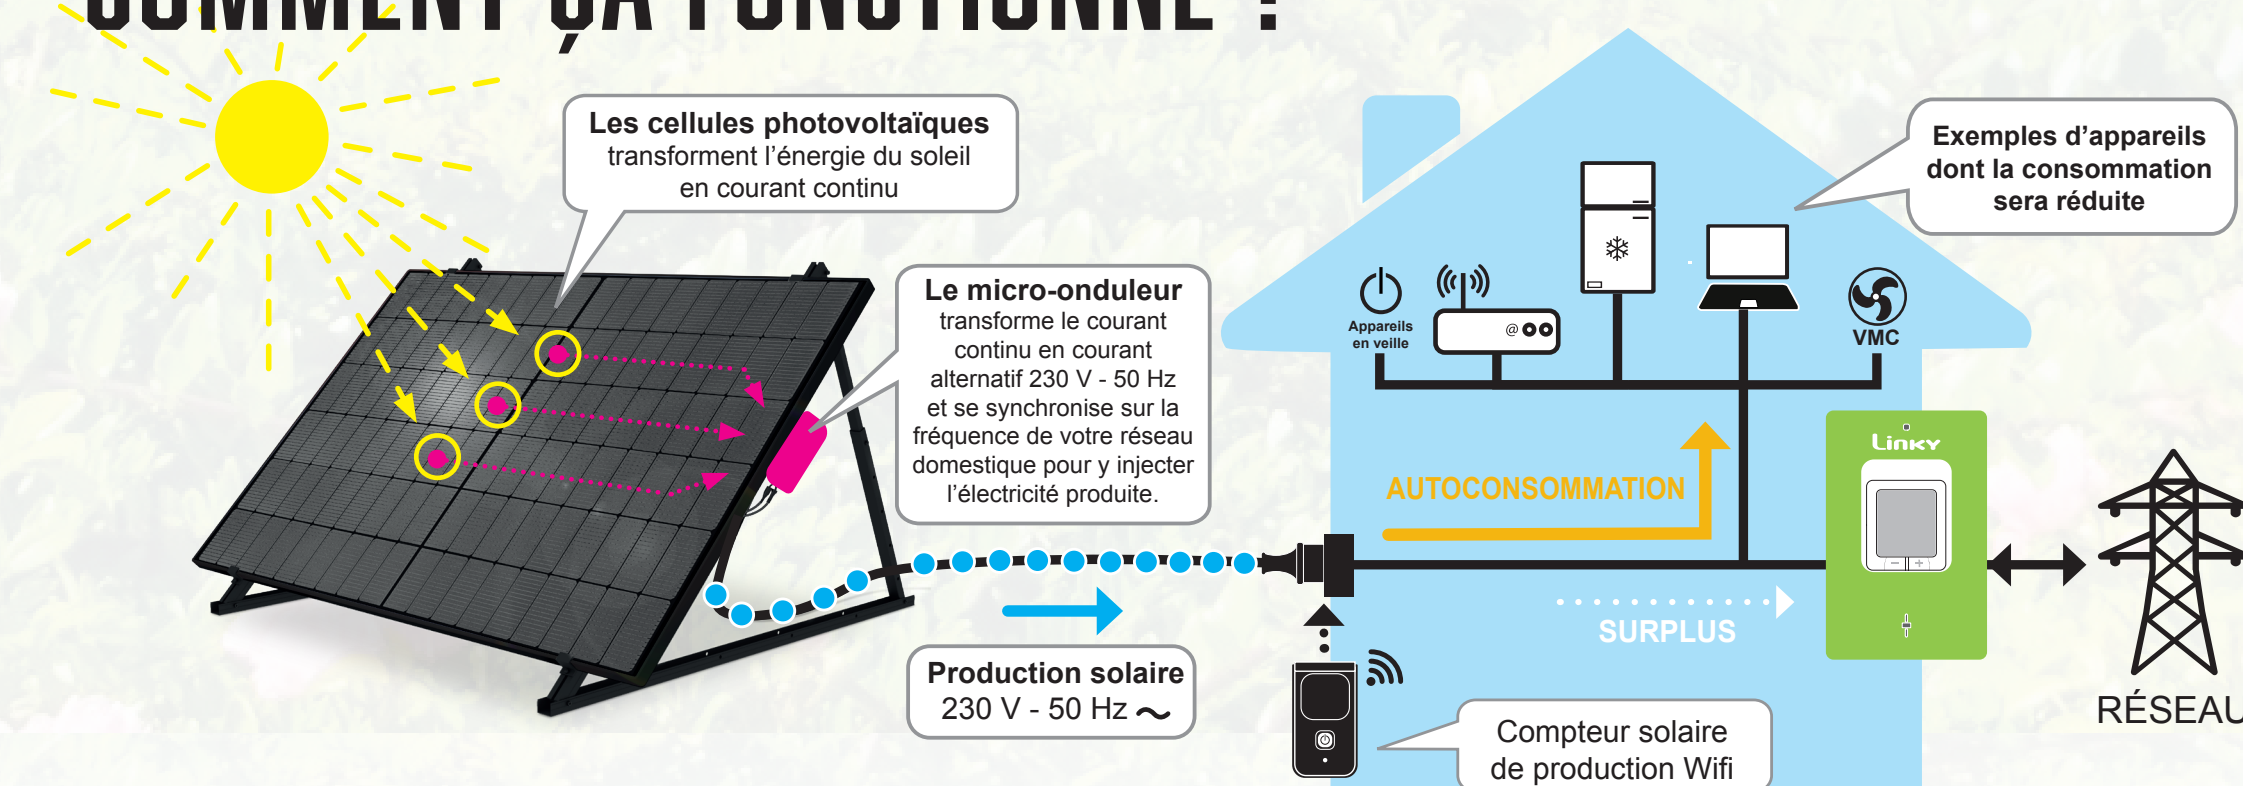 COMMENT ÇA FONCTIONNE ?
Les cellules photovoltaïques
transforment l’énergie du soleil
en courant continu
Le micro-onduleur
transforme le courant
continu en courant
alternatif 230 V - 50 Hz
et se synchronise sur la
fréquence de votre réseau
domestique pour y injecter
l’électricité produite.
Production solaire
230 V - 50 Hz ～
Exemples d’appareils
dont la consommation
sera réduite
Appareils
en veille
@
VMC
AUTOCONSOMMATION
Linky
SURPLUS
RÉSEAU
Compteur solaire
de production Wifi